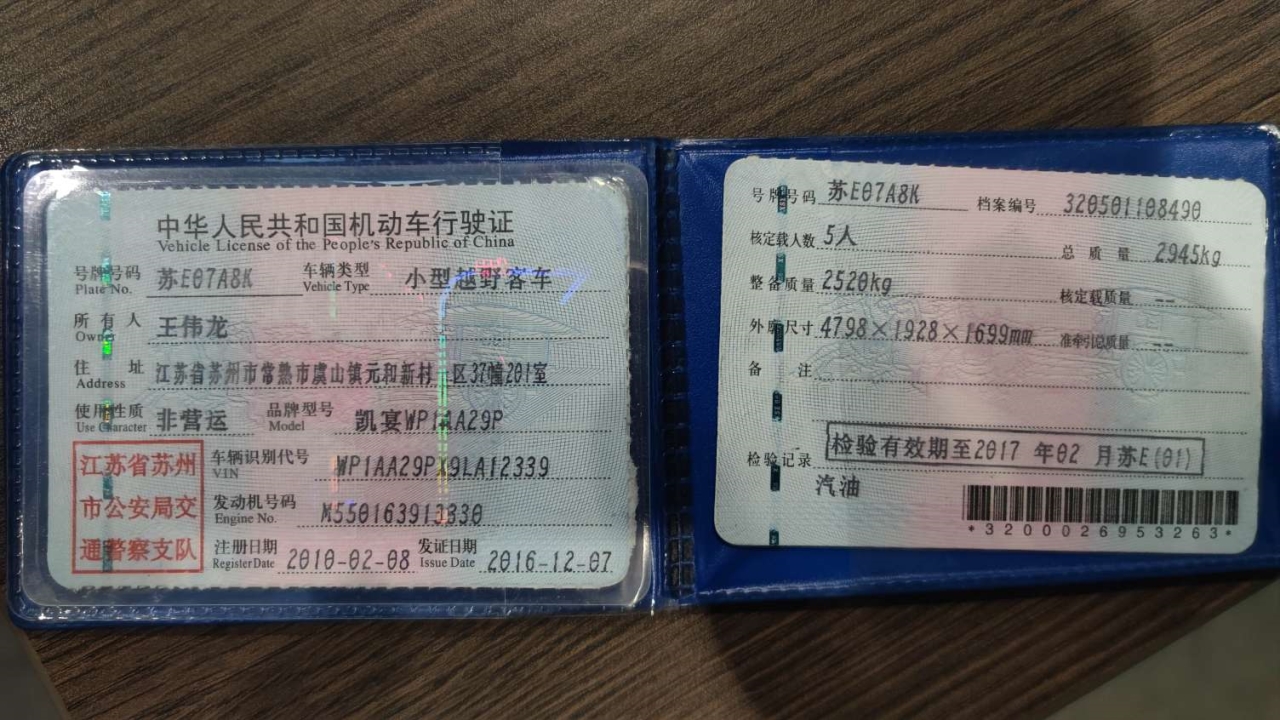 中华人民共和国机动车行驶证
Vehicle License of the People's Republic of China
号牌号码 苏E07A8K 车辆类型 小型越野客车
Plate No. Vehicle Type
所有人 王伟龙
Owner
住址 江苏省苏州市常熟市虞山镇元和新村 区37幢201室
Address
使用性质 非营运 品牌型号 凯宴WP1AA29P
Use Character Model
江苏省苏州
市公安局交
通警察支队
车辆识别代号 WP1AA29PX9LA12339
VIN
发动机号码 M550163913330
Engine No.
注册日期 2010-02-08 发证日期 2016-12-07
Register Date Issue Date
号牌号码 苏E07A8K 档案编号 320501108490
核定载人数 5人 总质量 2945kg
整备质量 2520kg 核定载质量 --
外廓尺寸 4798×1928×1699mm 准牵引总质量 --
备注
检验记录 检验有效期至2017 年02 月苏E(01)
汽油
*3200026953263*